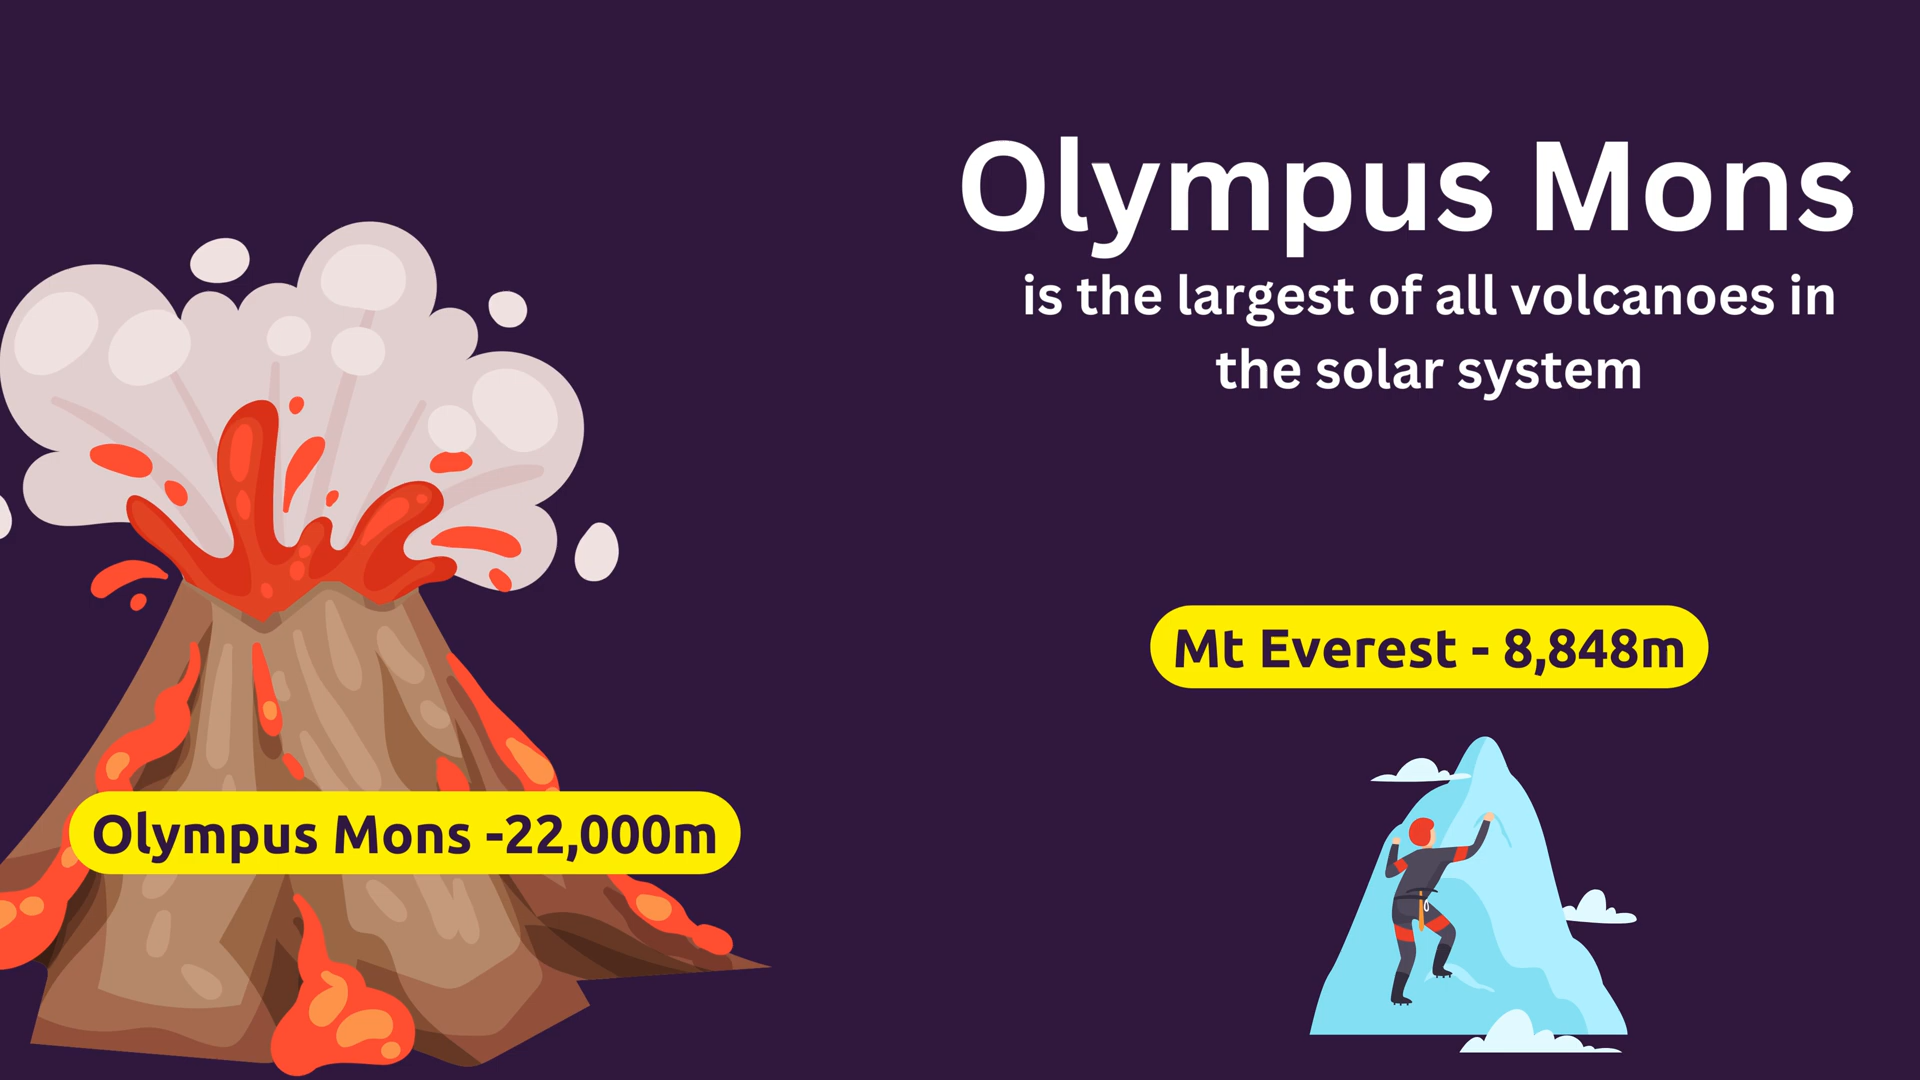 Olympus Mons
is the largest of all volcanoes in
the solar system
Mt Everest - 8,848m
Olympus Mons -22,000m